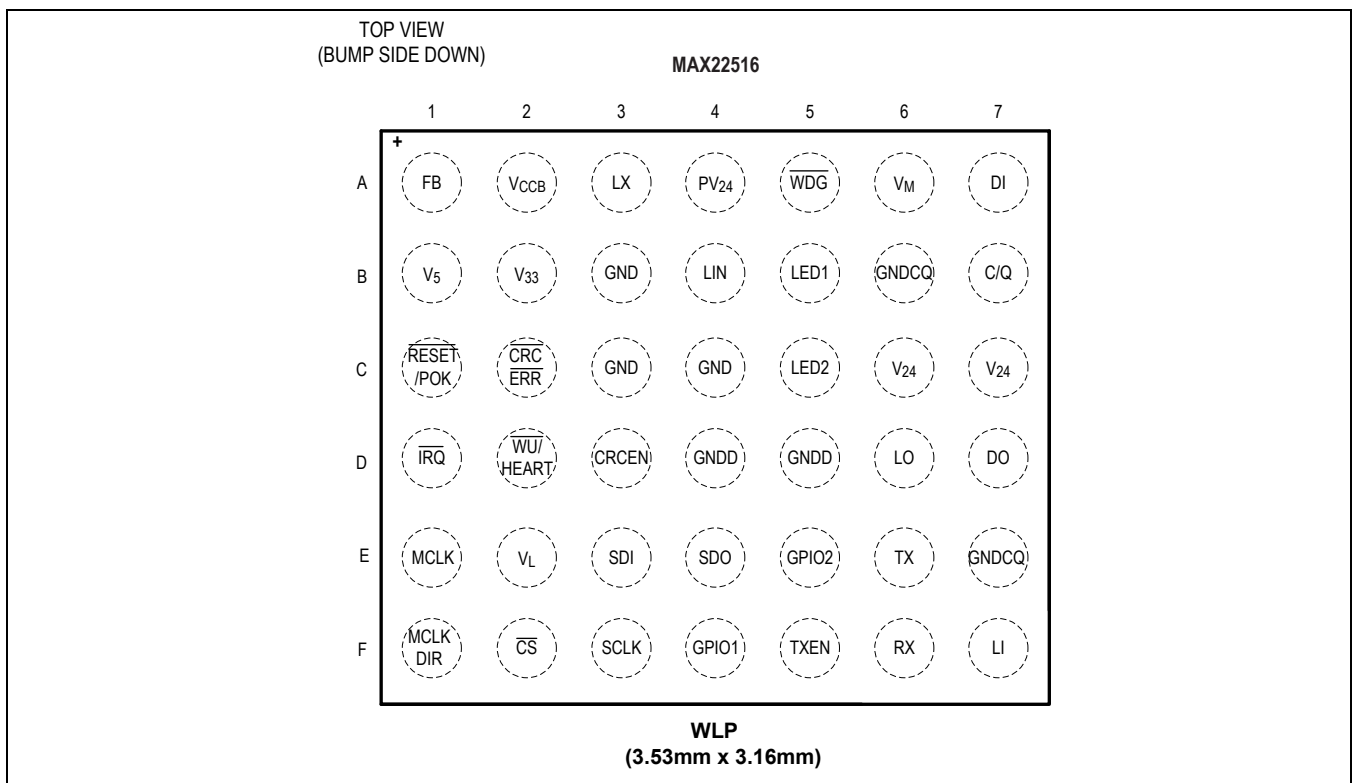 TOP VIEW
(BUMP SIDE DOWN)
MAX22516
1 2 3 4 5 6 7
+
A FB VCCB LX PV24 WDG VM DI
B V5 V33 GND LIN LED1 GNDCQ C/Q
C RESET/POK CRC ERR GND GND LED2 V24 V24
D IRQ WU/HEART CRCEN GNDD GNDD LO DO
E MCLK VL SDI SDO GPIO2 TX GNDCQ
F MCLK DIR CS SCLK GPIO1 TXEN RX LI
WLP
(3.53mm x 3.16mm)